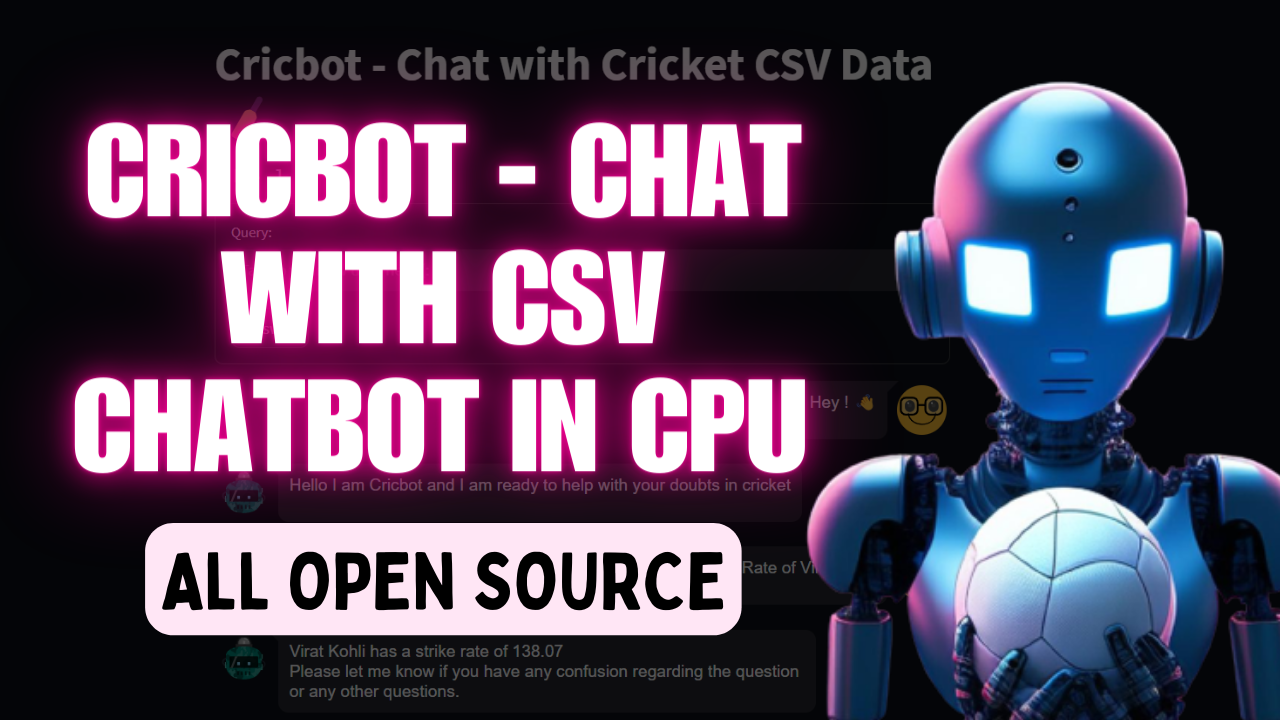 Cricbot - Chat with Cricket CSV Data
CRICBOT - CHAT
WITH CSV
CHATBOT IN CPU
Query:
Hey ! 👋
Hello I am Cricbot and I am ready to help with your doubts in cricket
ALL OPEN SOURCE
Rate of
Virat Kohli has a strike rate of 138.07
Please let me know if you have any confusion regarding the question
or any other questions.